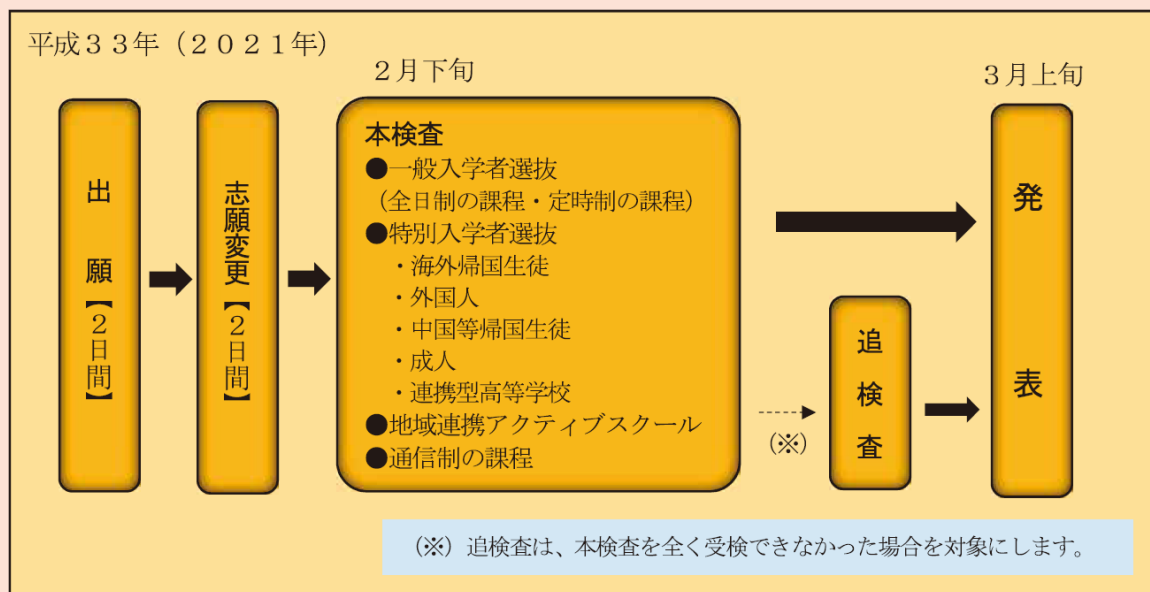 平成３３年（２０２１年）
２月下旬
３月上旬
出願【２日間】
志願変更【２日間】
本検査
●一般入学者選抜
（全日制の課程・定時制の課程）
●特別入学者選抜
・海外帰国生徒
・外国人
・中国等帰国生徒
・成人
・連携型高等学校
●地域連携アクティブスクール
●通信制の課程
（※）
追検査
発表
（※）追検査は、本検査を全く受検できなかった場合を対象にします。